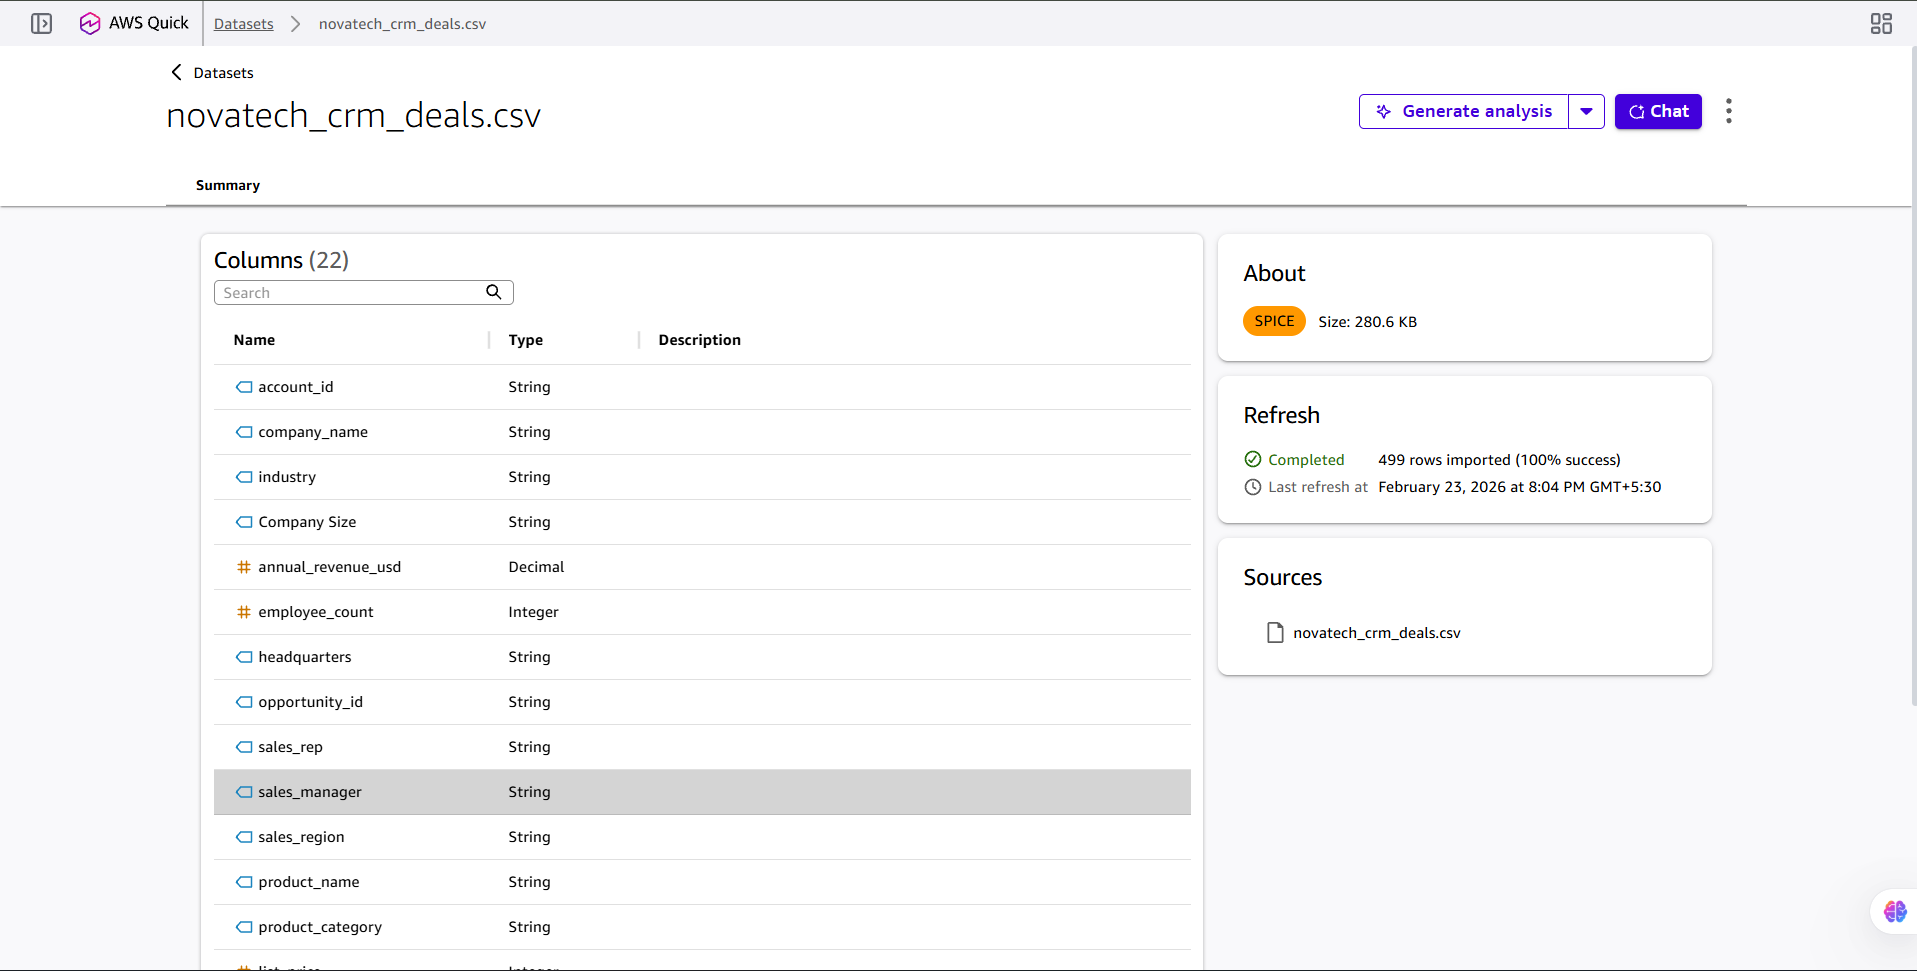 AWS Quick
Datasets
novatech_crm_deals.csv
Datasets
novatech_crm_deals.csv
Generate analysis
Chat
Summary
Columns (22)
Search
Name Type Description
account_id String
company_name String
industry String
Company Size String
annual_revenue_usd Decimal
employee_count Integer
headquarters String
opportunity_id String
sales_rep String
sales_manager String
sales_region String
product_name String
product_category String
About
SPICE Size: 280.6 KB
Refresh
Completed 499 rows imported (100% success)
Last refresh at February 23, 2026 at 8:04 PM GMT+5:30
Sources
novatech_crm_deals.csv